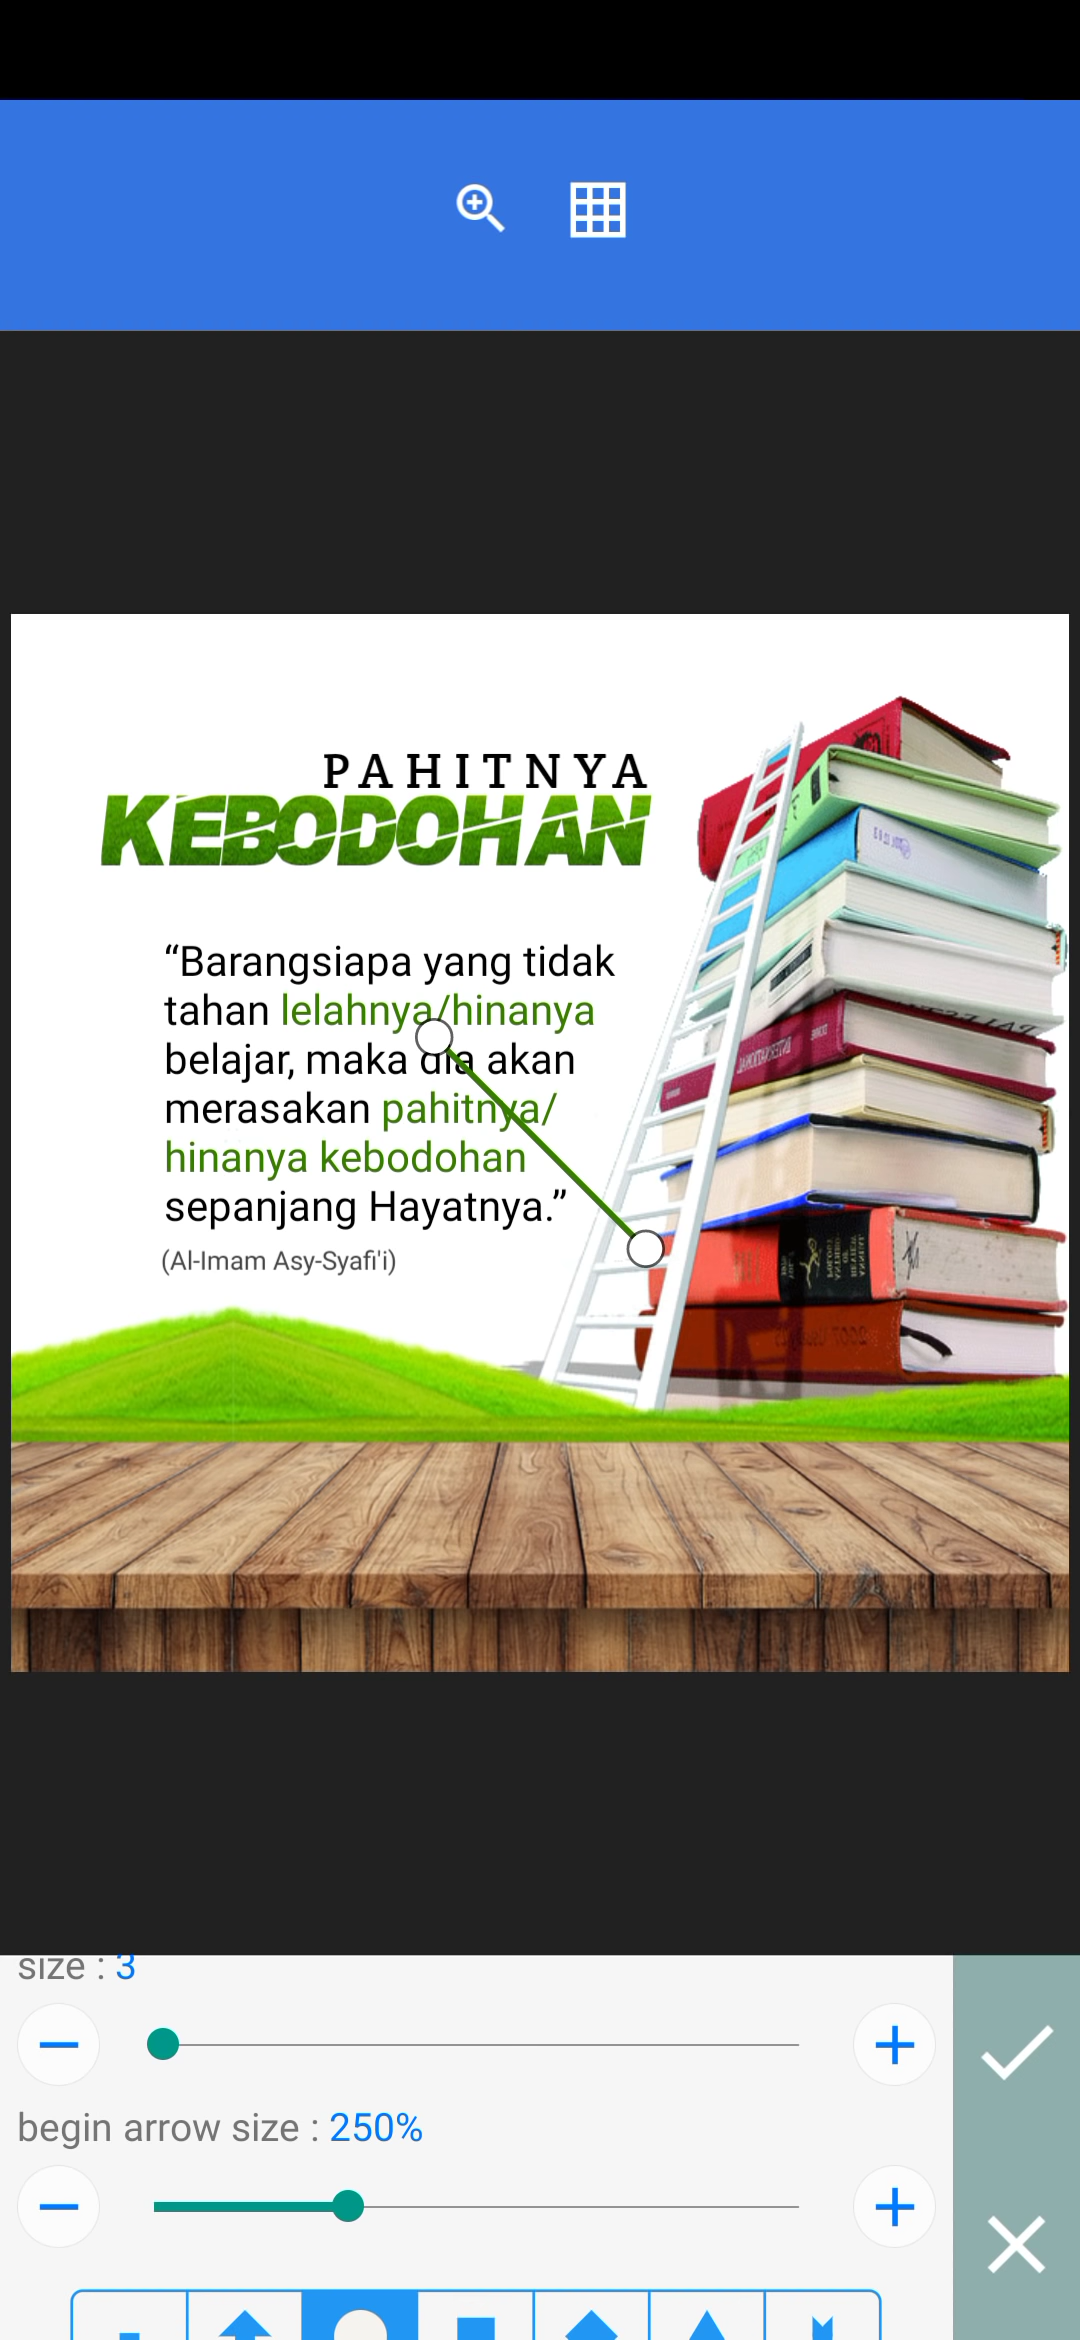 PAHITNYA
KEBODOHAN
“Barangsiapa yang tidak
tahan lelahnya/hinanya
belajar, maka dia akan
merasakan pahitnya/
hinanya kebodohan
sepanjang Hayatnya.”
(Al-Imam Asy-Syafi'i)
size : 3
begin arrow size : 250%